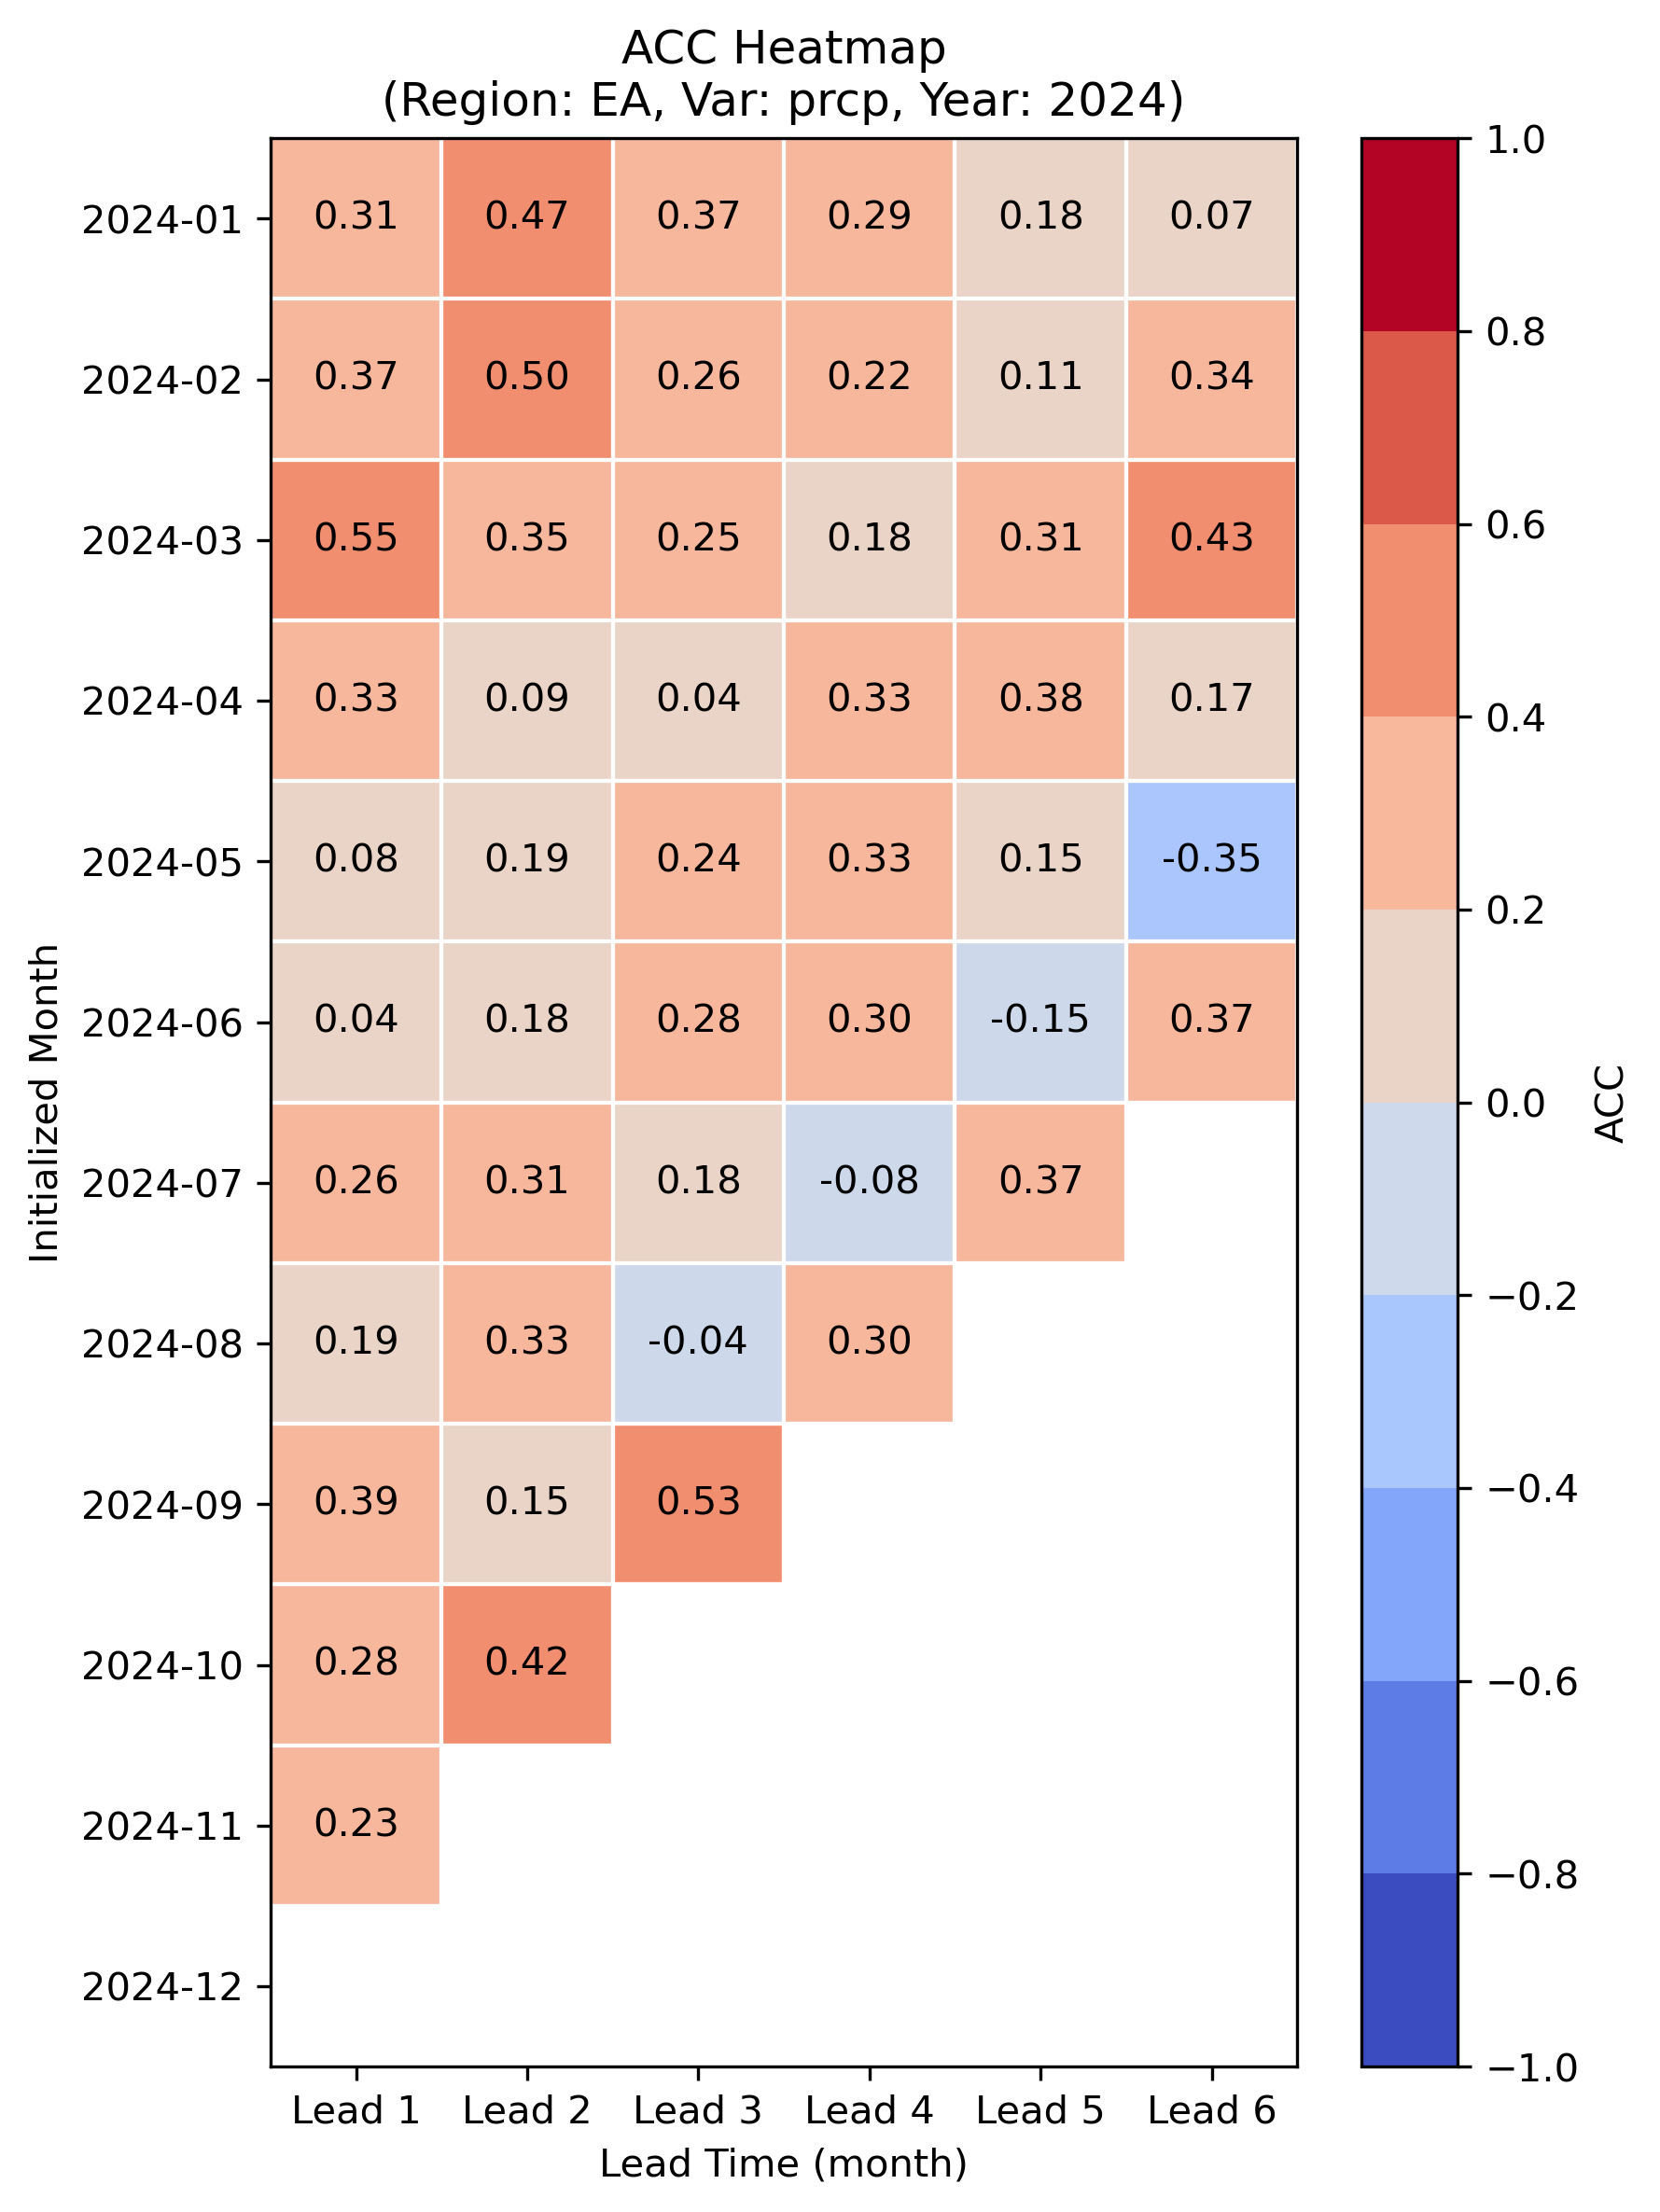 ACC Heatmap
(Region: EA, Var: prcp, Year: 2024)
2024-01 0.31 0.47 0.37 0.29 0.18 0.07
2024-02 0.37 0.50 0.26 0.22 0.11 0.34
2024-03 0.55 0.35 0.25 0.18 0.31 0.43
2024-04 0.33 0.09 0.04 0.33 0.38 0.17
2024-05 0.08 0.19 0.24 0.33 0.15 -0.35
2024-06 0.04 0.18 0.28 0.30 -0.15 0.37
2024-07 0.26 0.31 0.18 -0.08 0.37
2024-08 0.19 0.33 -0.04 0.30
2024-09 0.39 0.15 0.53
2024-10 0.28 0.42
2024-11 0.23
2024-12
Initialized Month
Lead 1 Lead 2 Lead 3 Lead 4 Lead 5 Lead 6
Lead Time (month)
1.0
0.8
0.6
0.4
0.2
0.0
−0.2
−0.4
−0.6
−0.8
−1.0
ACC